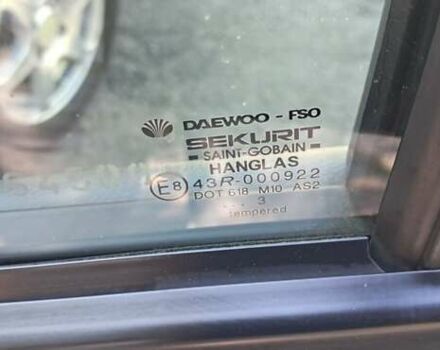 DAEWOO - FSO
SEKURIT
SAINT-GOBAIN
HANGLAS
E8 43R-000922
DOT 618 M10 AS2
... 3
tempered